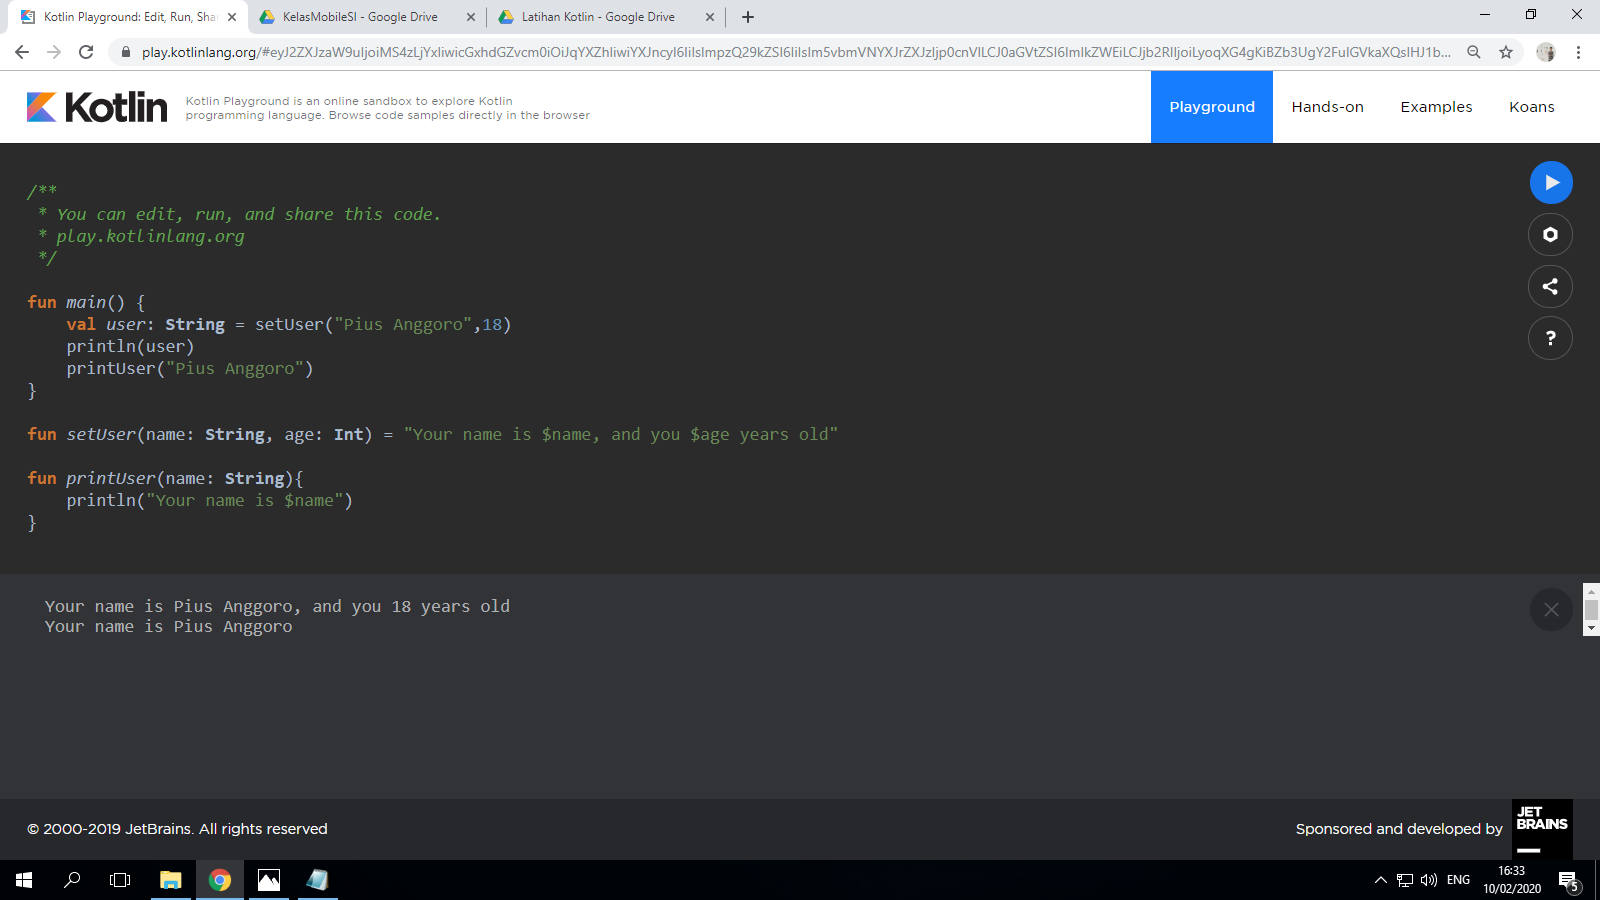 Kotlin Playground: Edit, Run, Sha
KelasMobileSI - Google Drive
Latihan Kotlin - Google Drive
Kotlin
Kotlin Playground is an online sandbox to explore Kotlin
programming language. Browse code samples directly in the browser
Playground
Hands-on
Examples
Koans
/**
* You can edit, run, and share this code.
* play.kotlinlang.org
*/
fun main() {
val user: String = setUser("Pius Anggoro",18)
println(user)
printUser("Pius Anggoro")
}
fun setUser(name: String, age: Int) = "Your name is $name, and you $age years old"
fun printUser(name: String){
println("Your name is $name")
}
?
Your name is Pius Anggoro, and you 18 years old
Your name is Pius Anggoro
© 2000-2019 JetBrains. All rights reserved
Sponsored and developed by
JET
BRAINS
ENG
16:33
10/02/2020
5